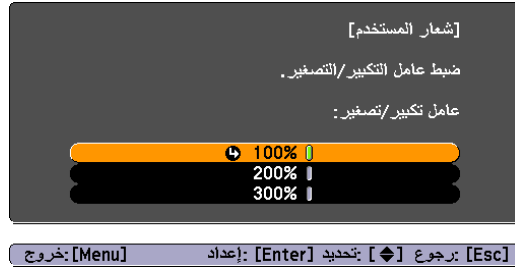 [شعار المستخدم]
ضبط عامل التكبير/التصغير.
عامل تكبير/تصغير:
100%
200%
300%
[Esc]: رجوع [◆]: تحديد [Enter]: إعداد [Menu]: خروج